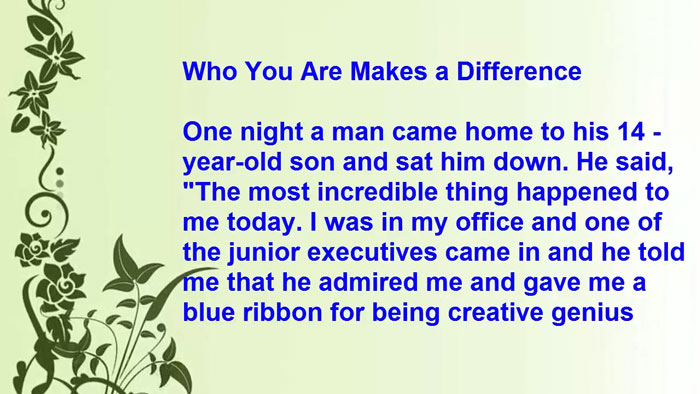 Who You Are Makes a Difference
One night a man came home to his 14 -
year-old son and sat him down. He said,
"The most incredible thing happened to
me today. I was in my office and one of
the junior executives came in and he told
me that he admired me and gave me a
blue ribbon for being creative genius